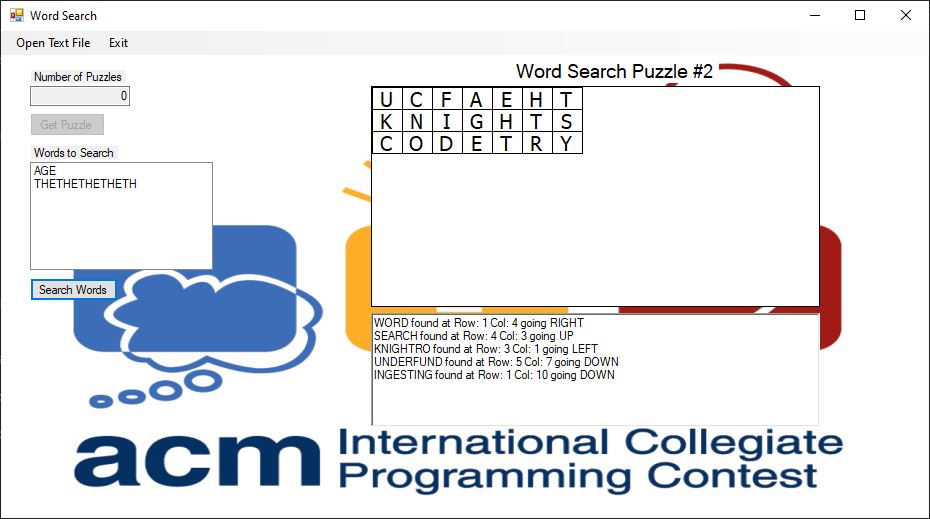 Word Search
Open Text File Exit
Number of Puzzles
0
Get Puzzle
Words to Search
AGE
THETHETHETHETH
Search Words
Word Search Puzzle #2
U C F A E H T
K N I G H T S
C O D E T R Y
WORD found at Row: 1 Col: 4 going RIGHT
SEARCH found at Row: 4 Col: 3 going UP
KNIGHTRO found at Row: 3 Col: 1 going LEFT
UNDERFUND found at Row: 5 Col: 7 going DOWN
INGESTING found at Row: 1 Col: 10 going DOWN
acm International Collegiate
Programming Contest